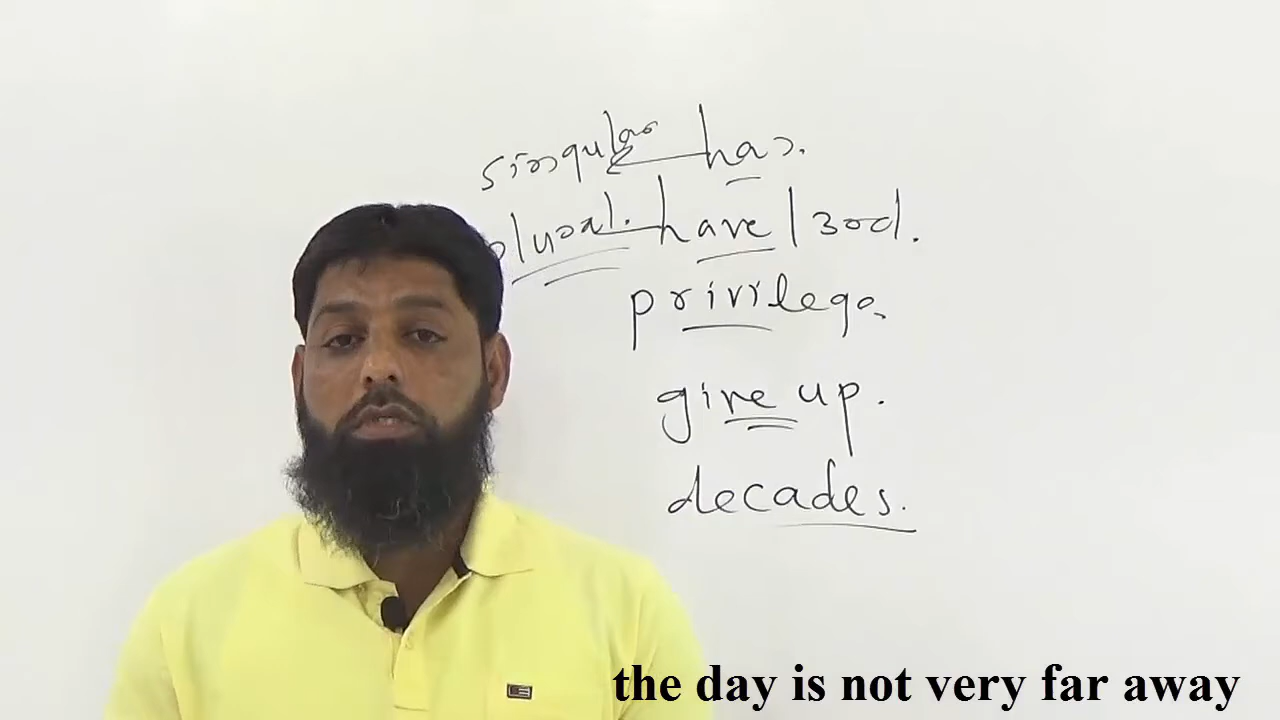 singular has.
plural. have / 3rd.
privilege.
give up.
decades.
the day is not very far away